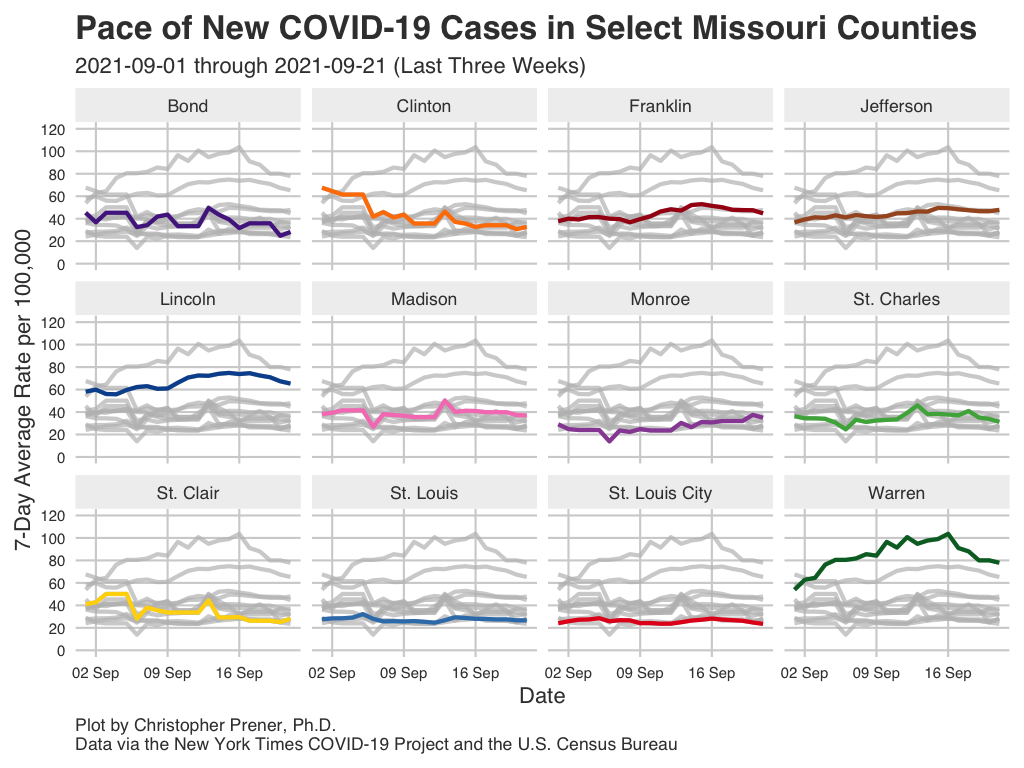 Pace of New COVID-19 Cases in Select Missouri Counties
2021-09-01 through 2021-09-21 (Last Three Weeks)
Bond
Clinton
Franklin
Jefferson
120
100
80
60
40
20
0
Lincoln
Madison
Monroe
St. Charles
120
100
80
60
40
20
0
St. Clair
St. Louis
St. Louis City
Warren
120
100
80
60
40
20
0
7-Day Average Rate per 100,000
02 Sep 09 Sep 16 Sep
02 Sep 09 Sep 16 Sep
02 Sep 09 Sep 16 Sep
02 Sep 09 Sep 16 Sep
Date
Plot by Christopher Prener, Ph.D.
Data via the New York Times COVID-19 Project and the U.S. Census Bureau